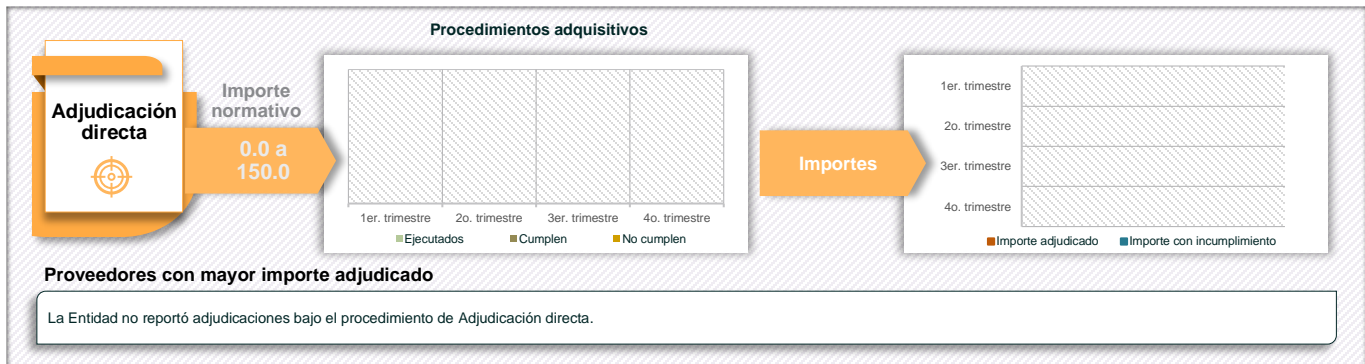 Procedimientos adquisitivos
Adjudicación
directa
Importe
normativo
0.0 a
150.0
1er. trimestre
2o. trimestre
3er. trimestre
4o. trimestre
Ejecutados
Cumplen
No cumplen
Importes
1er. trimestre
2o. trimestre
3er. trimestre
4o. trimestre
Importe adjudicado
Importe con incumplimiento
Proveedores con mayor importe adjudicado
La Entidad no reportó adjudicaciones bajo el procedimiento de Adjudicación directa.